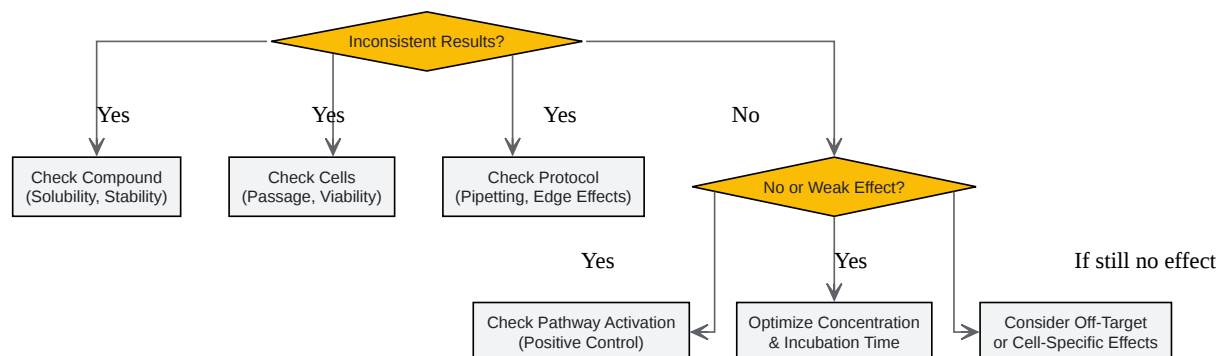 Inconsistent Results?
Yes
Yes
Yes
No
Check Compound
(Solubility, Stability)
Check Cells
(Passage, Viability)
Check Protocol
(Pipetting, Edge Effects)
No or Weak Effect?
Yes
Yes
If still no effect
Check Pathway Activation
(Positive Control)
Optimize Concentration
& Incubation Time
Consider Off-Target
or Cell-Specific Effects